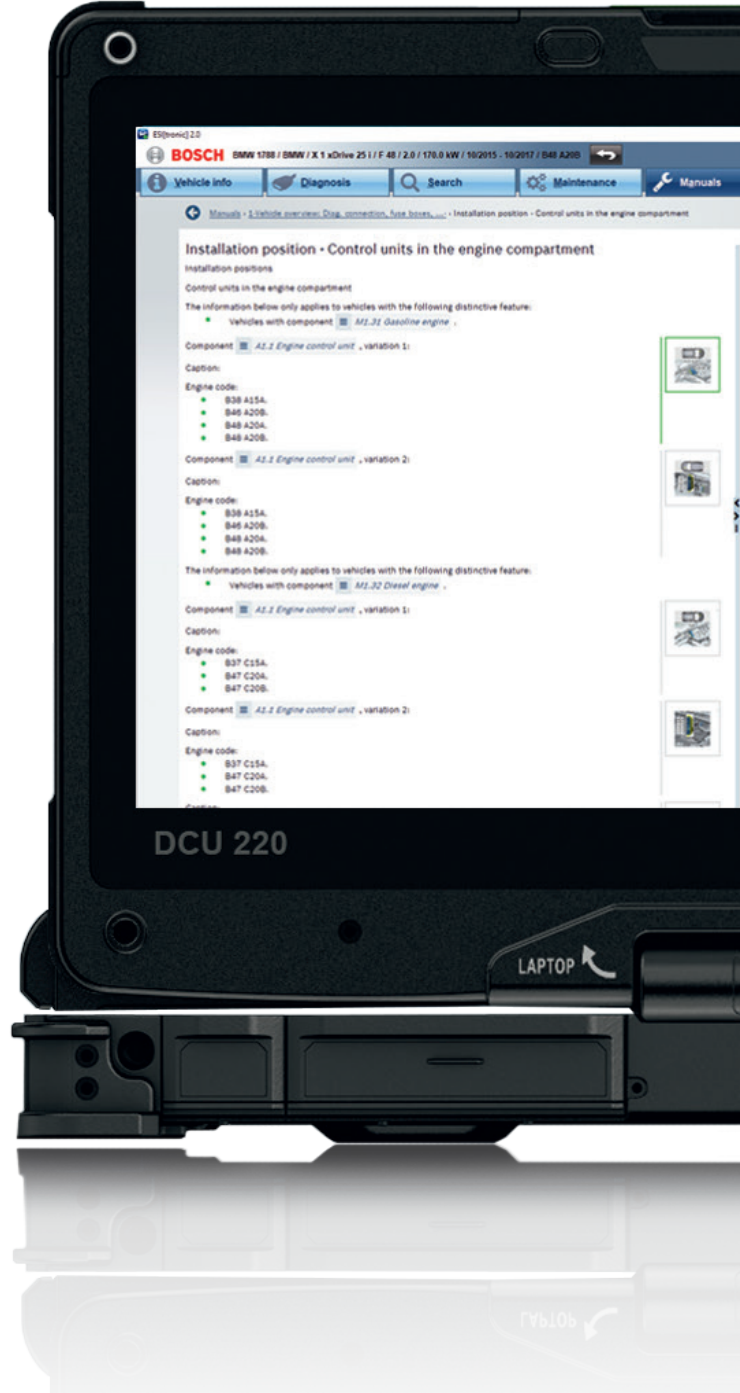 ESI[tronic] 2.0
BOSCH BMW 1788 / BMW / X 1 xDrive 25 i / F 48 / 2.0 / 170.0 kW / 10/2015 - 10/2017 / B48 A20B
Vehicle info Diagnosis Search Maintenance Manuals
Manuals › 1 Vehicle overview: Diag. connection, fuse boxes, ...: › Installation position - Control units in the engine compartment
Installation position - Control units in the engine compartment
Installation positions
Control units in the engine compartment
The information below only applies to vehicles with the following distinctive feature:
Vehicles with component M1.31 Gasoline engine .
Component A1.1 Engine control unit , variation 1:
Caption:
Engine code:
B38 A15A.
B46 A20B.
B48 A20A.
B48 A20B.
Component A1.1 Engine control unit , variation 2:
Caption:
Engine code:
B38 A15A.
B46 A20B.
B48 A20A.
B48 A20B.
The information below only applies to vehicles with the following distinctive feature:
Vehicles with component M1.32 Diesel engine .
Component A1.1 Engine control unit , variation 1:
Caption:
Engine code:
B37 C15A.
B47 C20A.
B47 C20B.
Component A1.1 Engine control unit , variation 2:
Caption:
Engine code:
B37 C15A.
B47 C20A.
B47 C20B.
DCU 220
LAPTOP